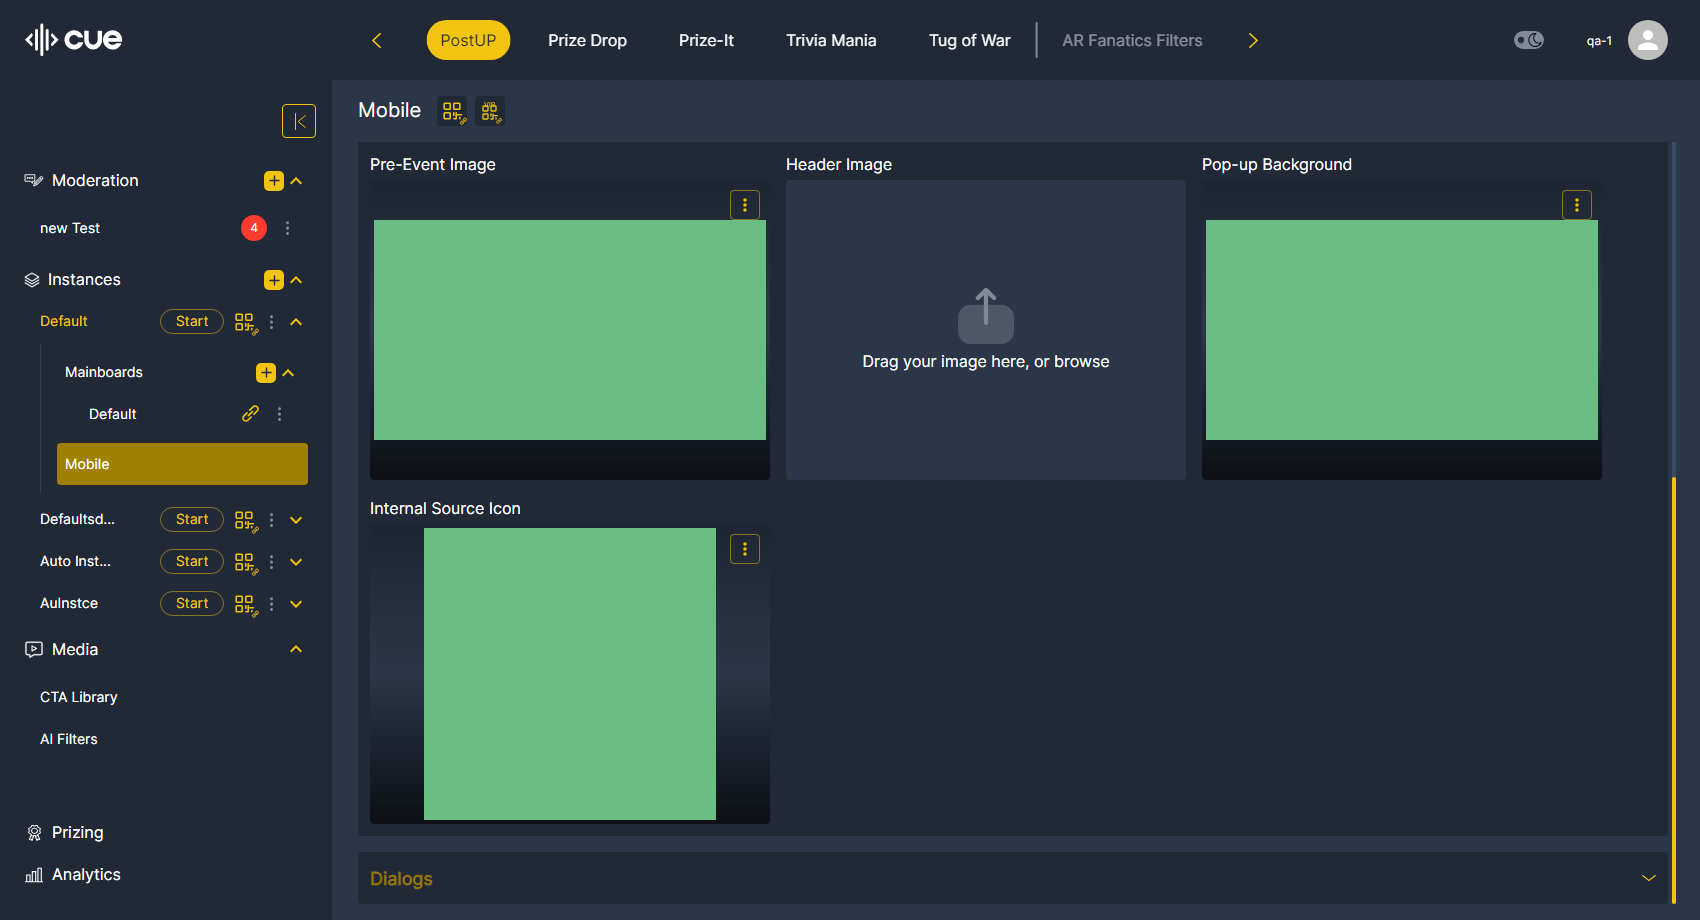 cue
PostUP
Prize Drop
Prize-It
Trivia Mania
Tug of War
AR Fanatics Filters
qa-1
Mobile
VIP
Moderation
new Test
4
Instances
Default
Start
Mainboards
Default
Mobile
Defaultsd...
Start
Auto Inst...
Start
AuInstce
Start
Media
CTA Library
AI Filters
Prizing
Analytics
Pre-Event Image
Header Image
Pop-up Background
Drag your image here, or browse
Internal Source Icon
Dialogs